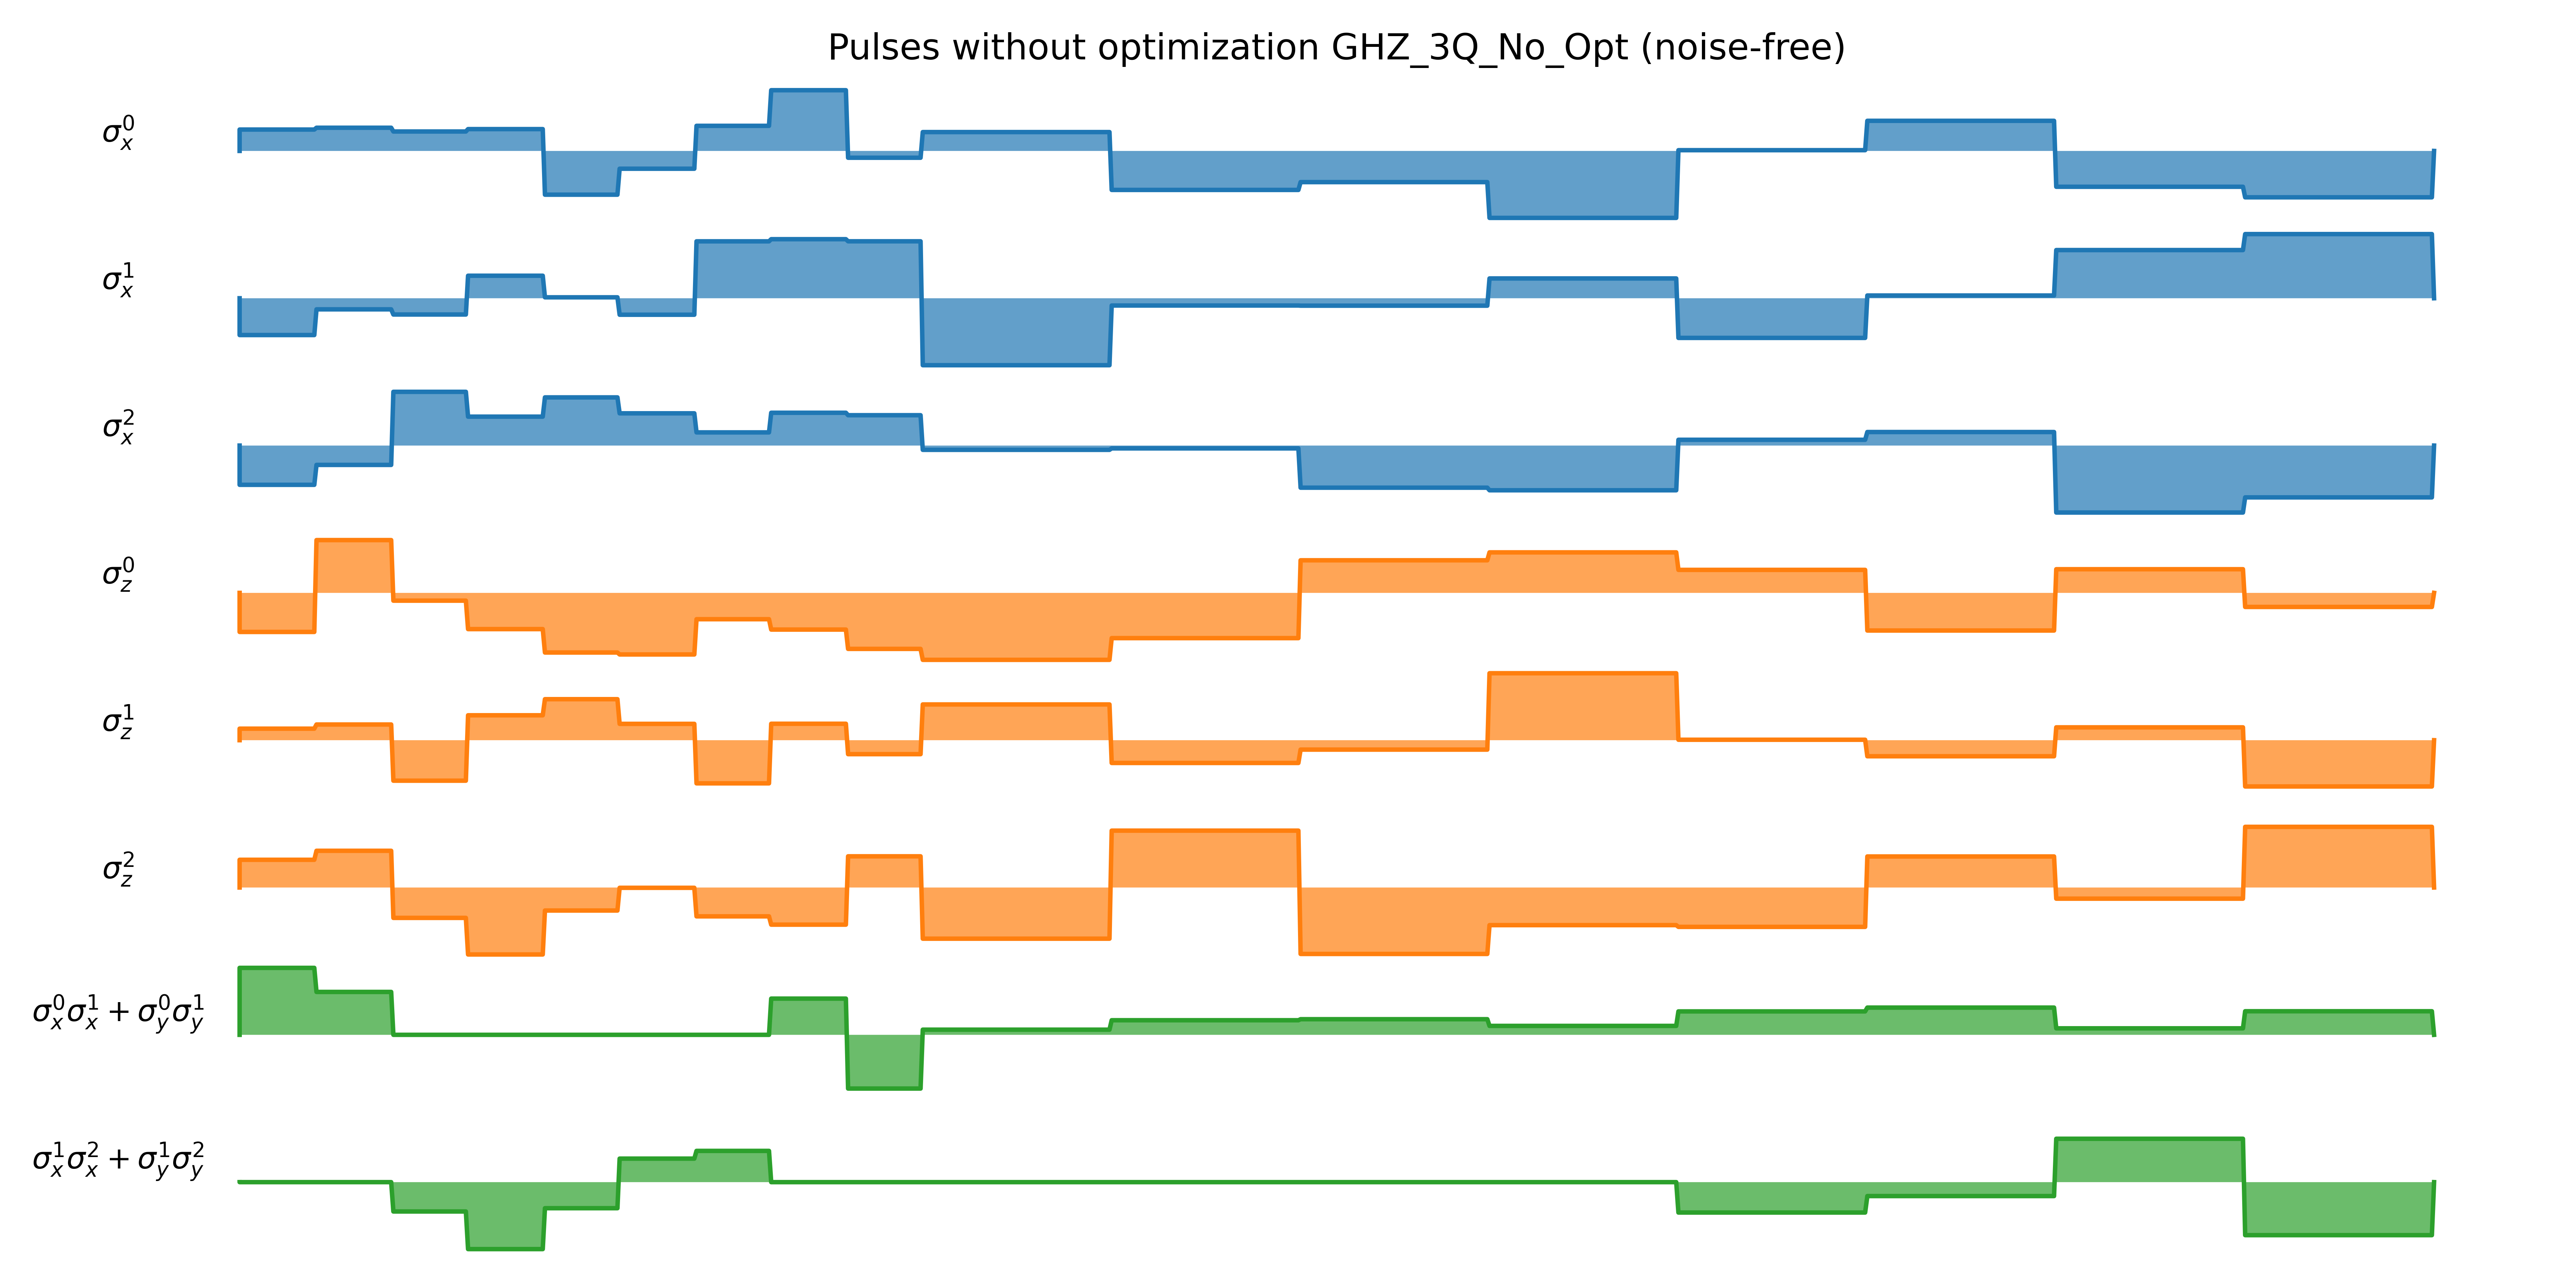 Pulses without optimization GHZ_3Q_No_Opt (noise-free)
σ_x^0
σ_x^1
σ_x^2
σ_z^0
σ_z^1
σ_z^2
σ_x^0σ_x^1 + σ_y^0σ_y^1
σ_x^1σ_x^2 + σ_y^1σ_y^2